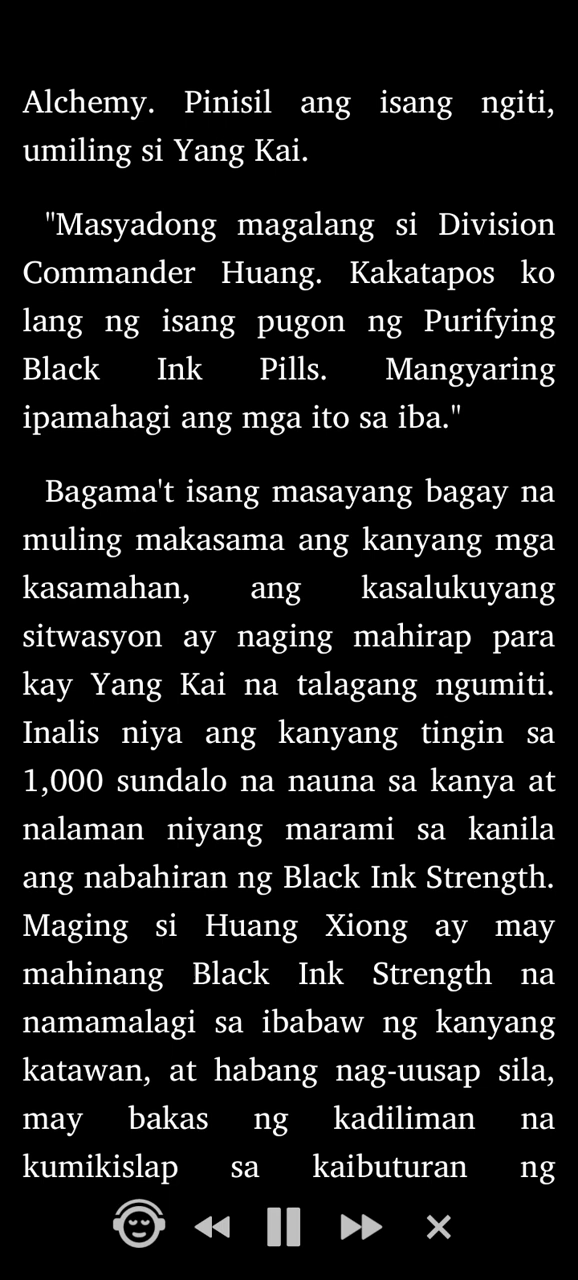 Alchemy. Pinisil ang isang ngiti,
umiling si Yang Kai.
"Masyadong magalang si Division
Commander Huang. Kakatapos ko
lang ng isang pugon ng Purifying
Black Ink Pills. Mangyaring
ipamahagi ang mga ito sa iba."
Bagama't isang masayang bagay na
muling makasama ang kanyang mga
kasamahan, ang kasalukuyang
sitwasyon ay naging mahirap para
kay Yang Kai na talagang ngumiti.
Inalis niya ang kanyang tingin sa
1,000 sundalo na nauna sa kanya at
nalaman niyang marami sa kanila
ang nabahiran ng Black Ink Strength.
Maging si Huang Xiong ay may
mahinang Black Ink Strength na
namamalagi sa ibabaw ng kanyang
katawan, at habang nag-uusap sila,
may bakas ng kadiliman na
kumikislap sa kaibuturan ng